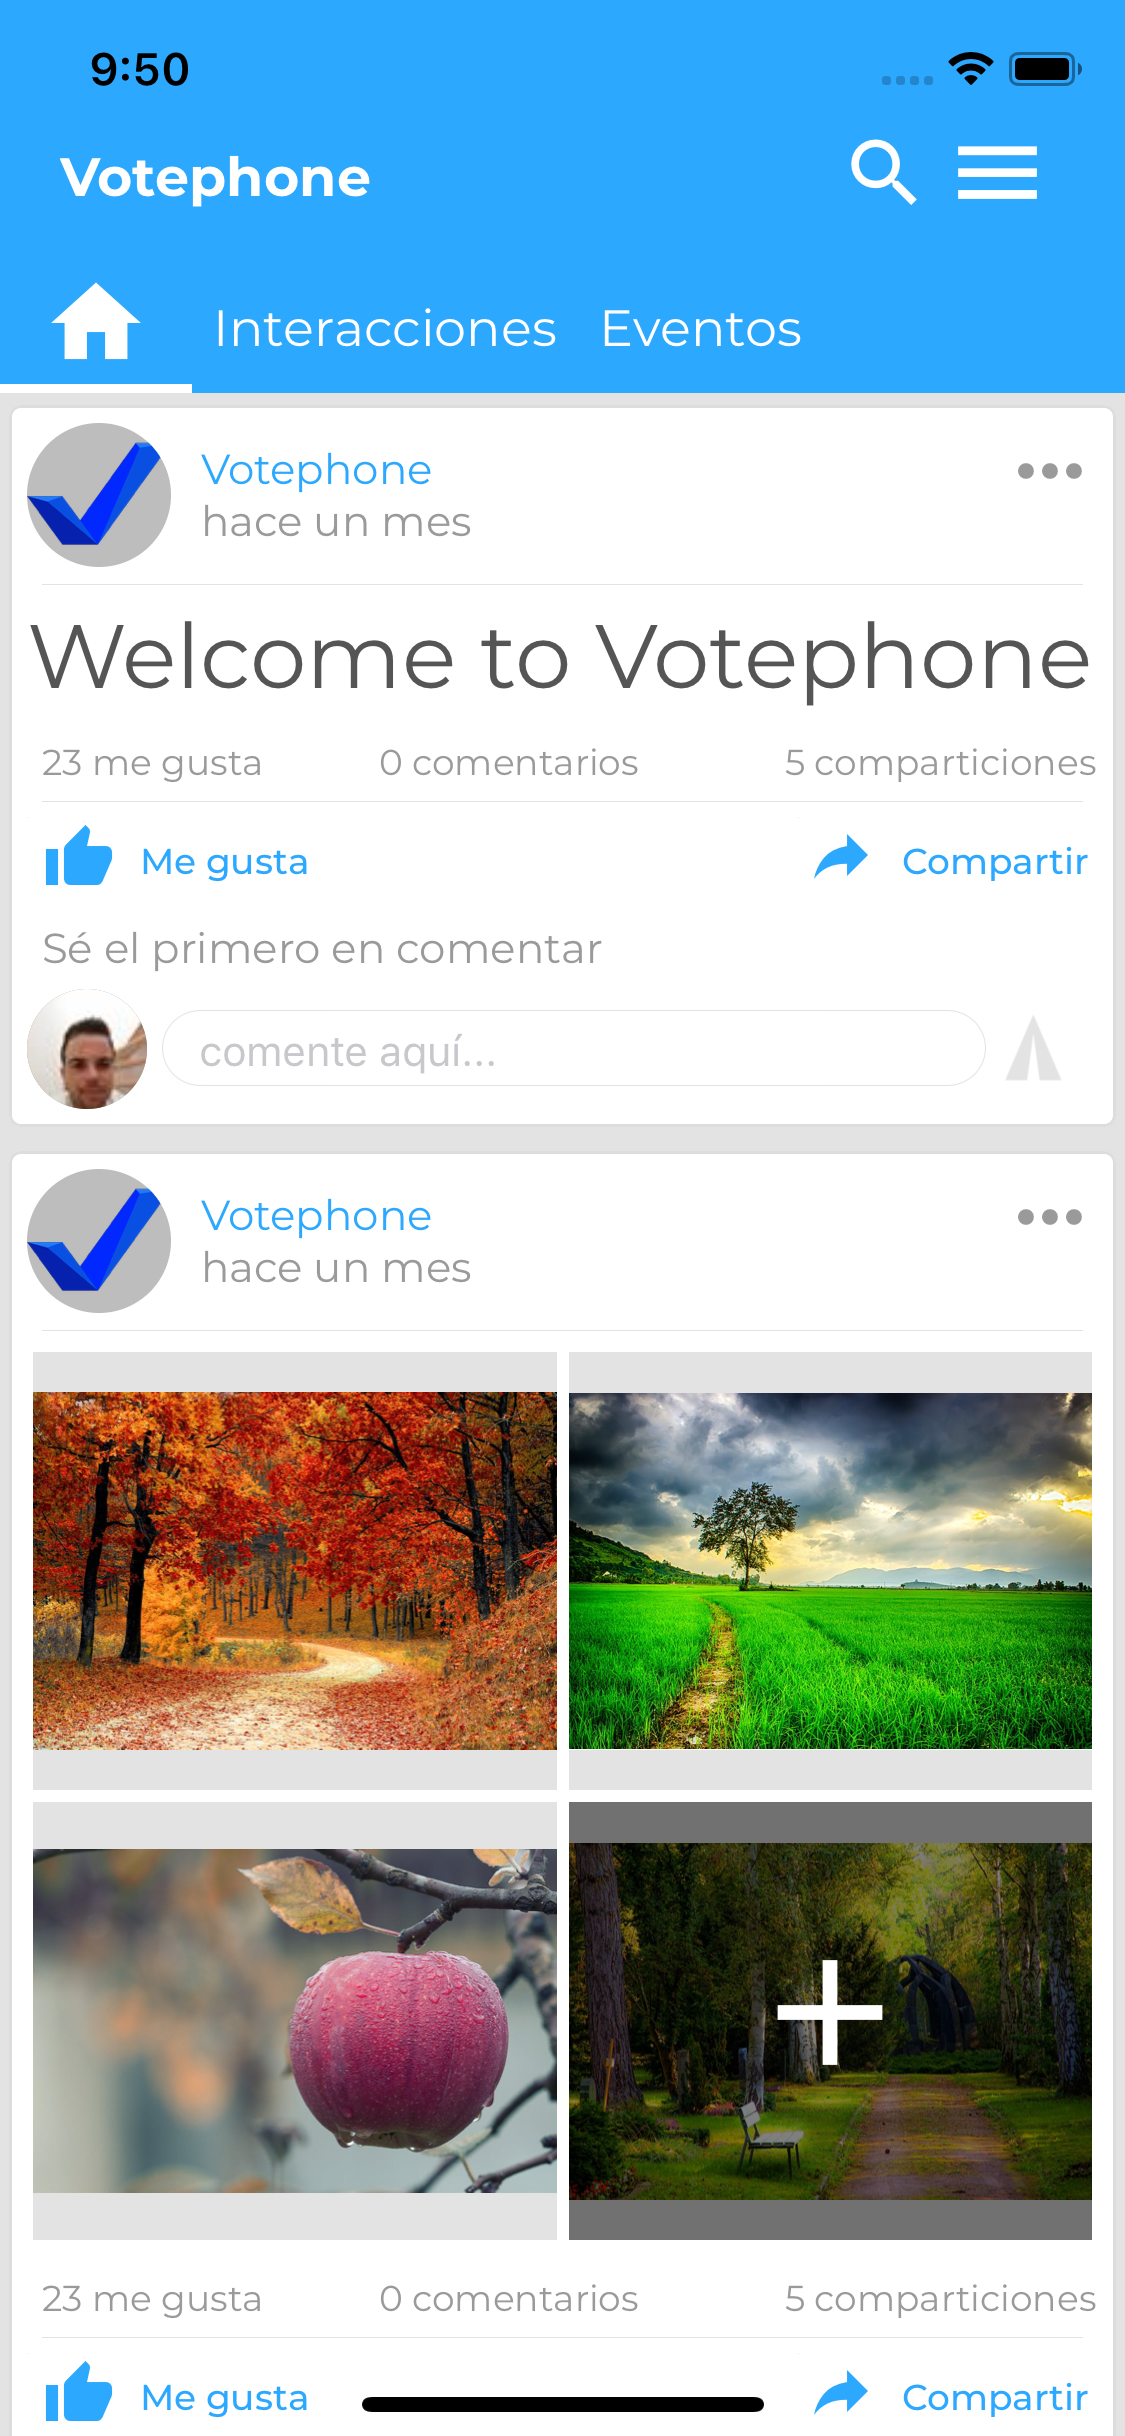 9:50
Votephone
Interacciones Eventos
Votephone
hace un mes
Welcome to Votephone
23 me gusta 0 comentarios 5 comparticiones
Me gusta Compartir
Sé el primero en comentar
comente aquí...
Votephone
hace un mes
23 me gusta 0 comentarios 5 comparticiones
Me gusta Compartir